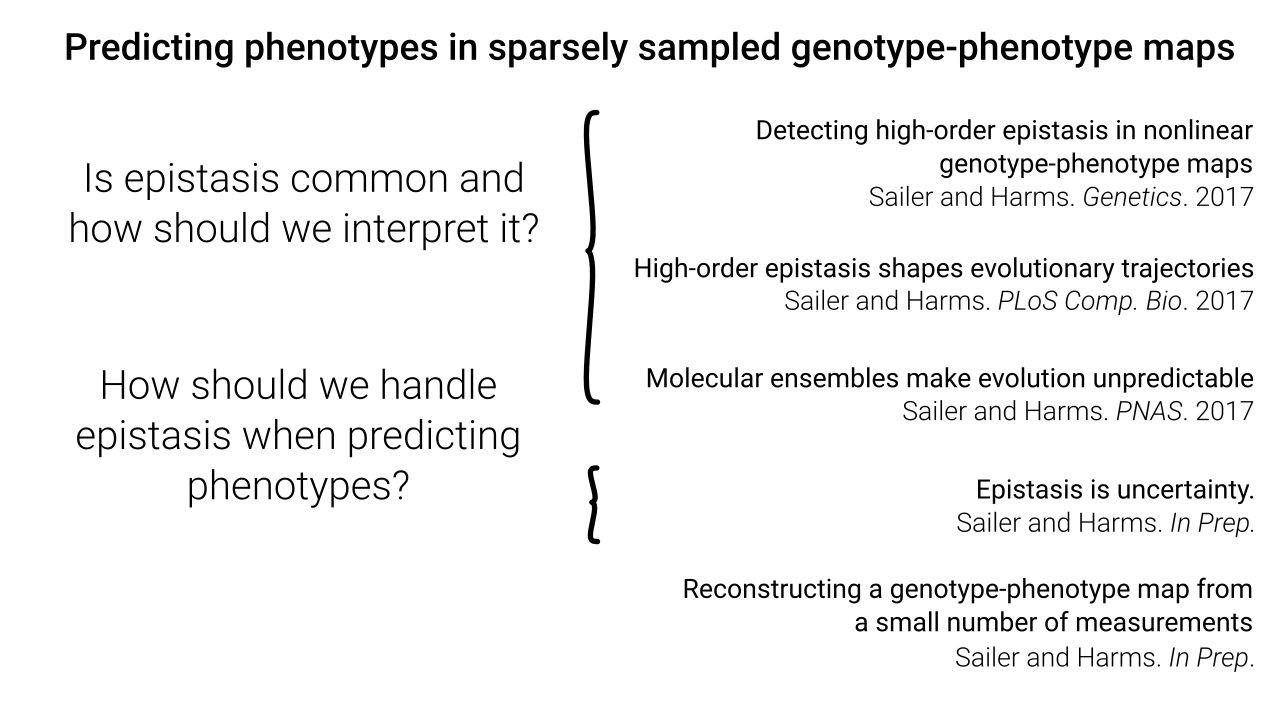 Predicting phenotypes in sparsely sampled genotype-phenotype maps
Is epistasis common and
how should we interpret it?
Detecting high-order epistasis in nonlinear
genotype-phenotype maps
Sailer and Harms. Genetics. 2017
High-order epistasis shapes evolutionary trajectories
Sailer and Harms. PLoS Comp. Bio. 2017
Molecular ensembles make evolution unpredictable
Sailer and Harms. PNAS. 2017
How should we handle
epistasis when predicting
phenotypes?
Epistasis is uncertainty.
Sailer and Harms. In Prep.
Reconstructing a genotype-phenotype map from
a small number of measurements
Sailer and Harms. In Prep.